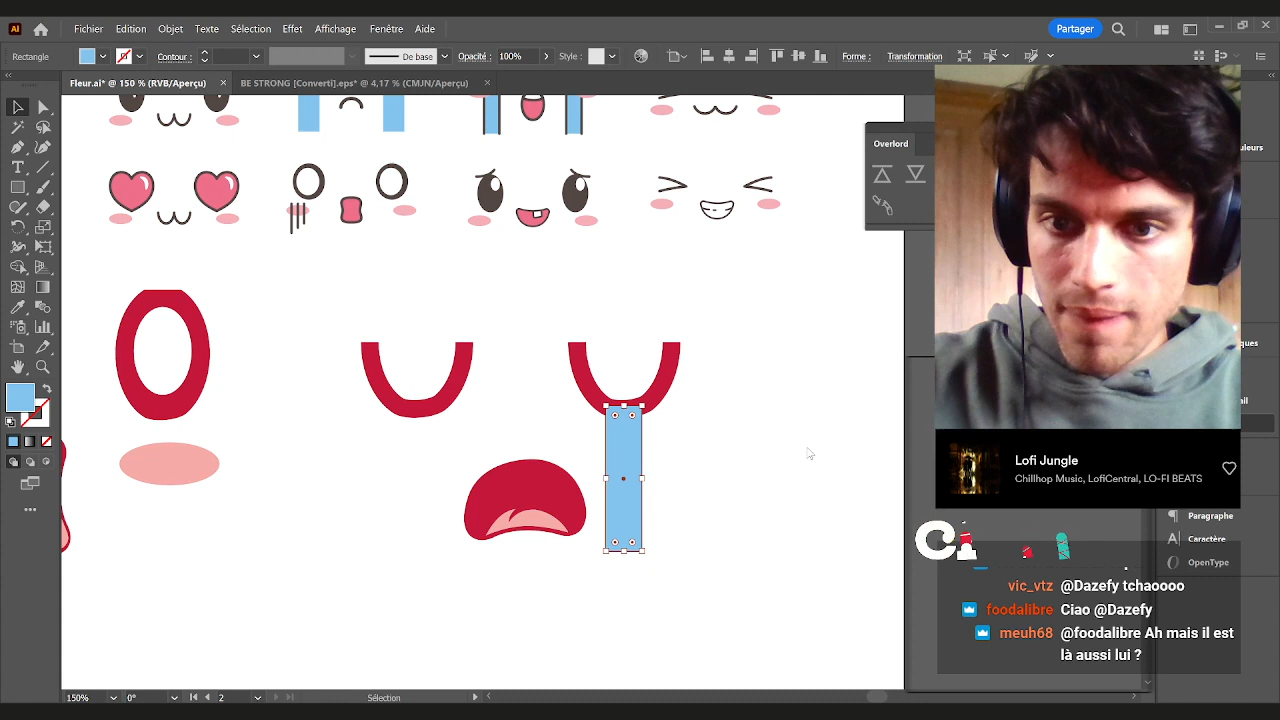 Ai
Fichier Edition Objet Texte Sélection Effet Affichage Fenêtre Aide
Partager
Rectangle
Contour :
De base
Opacité :
100%
Style :
Forme :
Transformation
Fleur.ai* @ 150 % (RVB/Aperçu)
BE STRONG [Converti].eps* @ 4,17 % (CMJN/Aperçu)
Overlord
Lofi Jungle
Chillhop Music, LofiCentral, LO-FI BEATS
Paragraphe
Caractère
OpenType
vic_vtz @Dazefy tchaoooo
foodalibre Ciao @Dazefy
meuh68 @foodalibre Ah mais il est
là aussi lui ?
150%
0°
2
Sélection